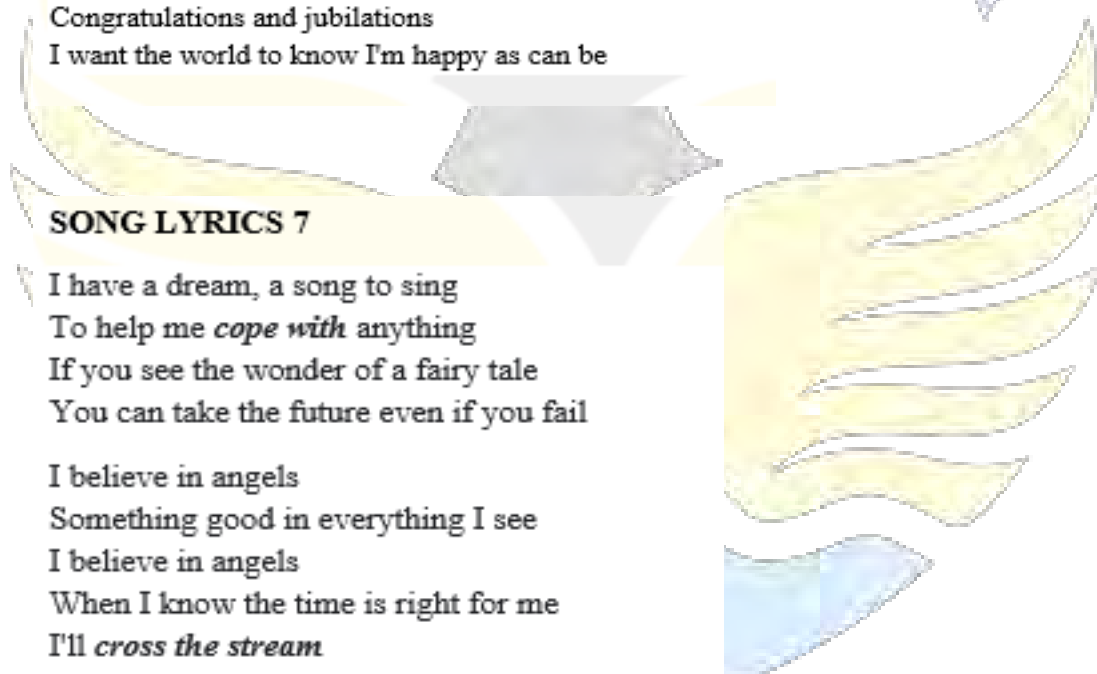 Congratulations and jubilations
I want the world to know I'm happy as can be
SONG LYRICS 7
I have a dream, a song to sing
To help me cope with anything
If you see the wonder of a fairy tale
You can take the future even if you fail
I believe in angels
Something good in everything I see
I believe in angels
When I know the time is right for me
I'll cross the stream